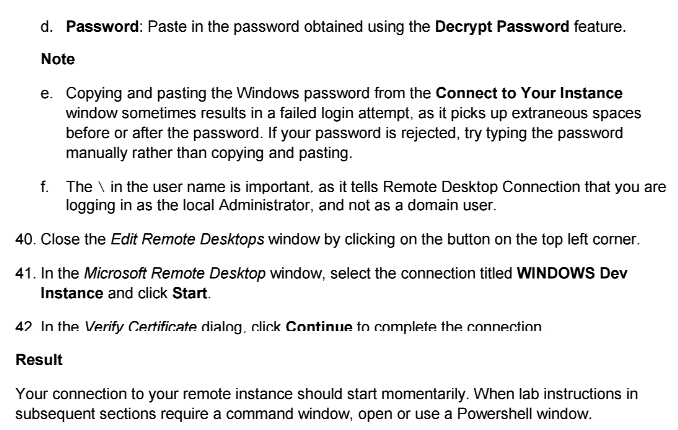 d. Password: Paste in the password obtained using the Decrypt Password feature.
Note
e. Copying and pasting the Windows password from the Connect to Your Instance
window sometimes results in a failed login attempt, as it picks up extraneous spaces
before or after the password. If your password is rejected, try typing the password
manually rather than copying and pasting.
f. The \ in the user name is important, as it tells Remote Desktop Connection that you are
logging in as the local Administrator, and not as a domain user.
40. Close the Edit Remote Desktops window by clicking on the button on the top left corner.
41. In the Microsoft Remote Desktop window, select the connection titled WINDOWS Dev
Instance and click Start.
42 In the Verify Certificate dialog, click Continue to complete the connection
Result
Your connection to your remote instance should start momentarily. When lab instructions in
subsequent sections require a command window, open or use a Powershell window.